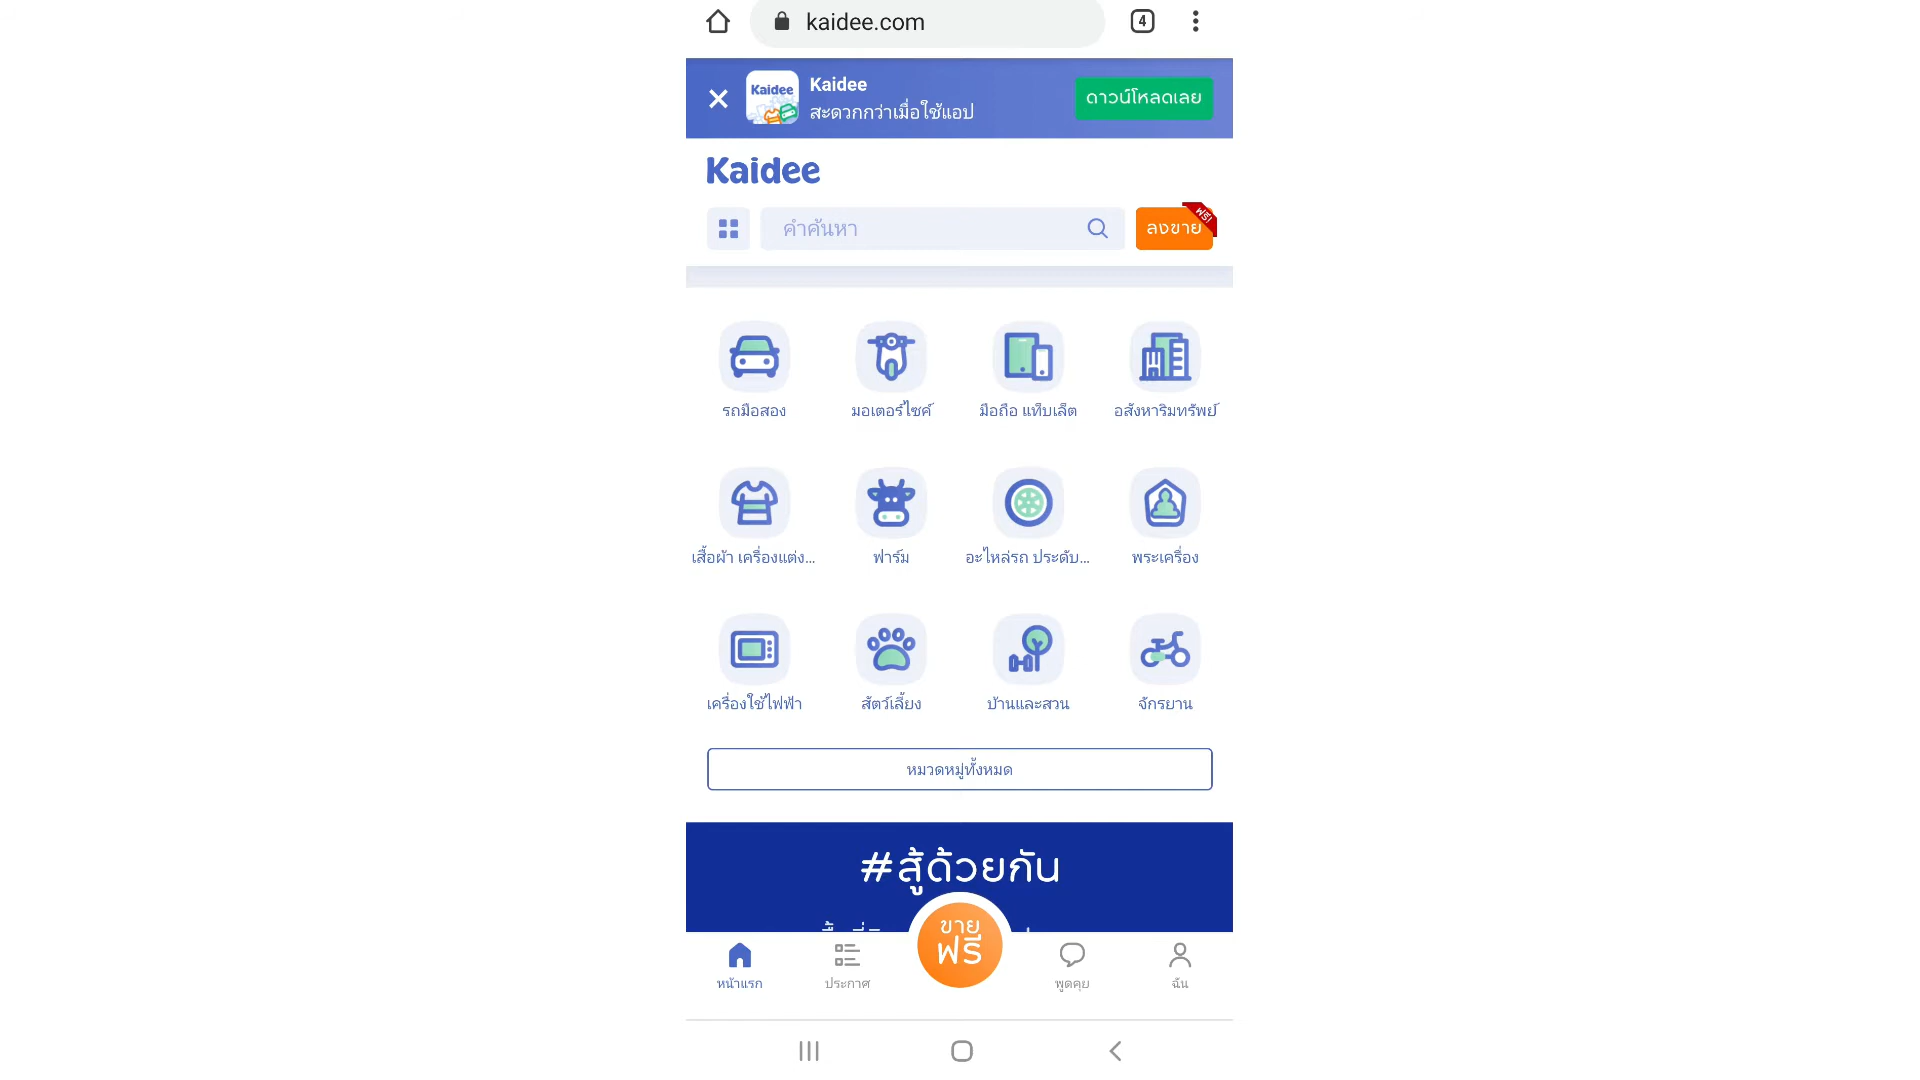 kaidee.com
4
Kaidee
Kaidee
สะดวกกว่าเมื่อใช้แอป
ดาวน์โหลดเลย
Kaidee
คำค้นหา
ลงขาย
ฟรี!
รถมือสอง
มอเตอร์ไซค์
มือถือ แท็บเล็ต
อสังหาริมทรัพย์
เสื้อผ้า เครื่องแต่ง...
ฟาร์ม
อะไหล่รถ ประดับ...
พระเครื่อง
เครื่องใช้ไฟฟ้า
สัตว์เลี้ยง
บ้านและสวน
จักรยาน
หมวดหมู่ทั้งหมด
#สู้ด้วยกัน
ขาย
ฟรี
หน้าแรก
ประกาศ
พูดคุย
ฉัน